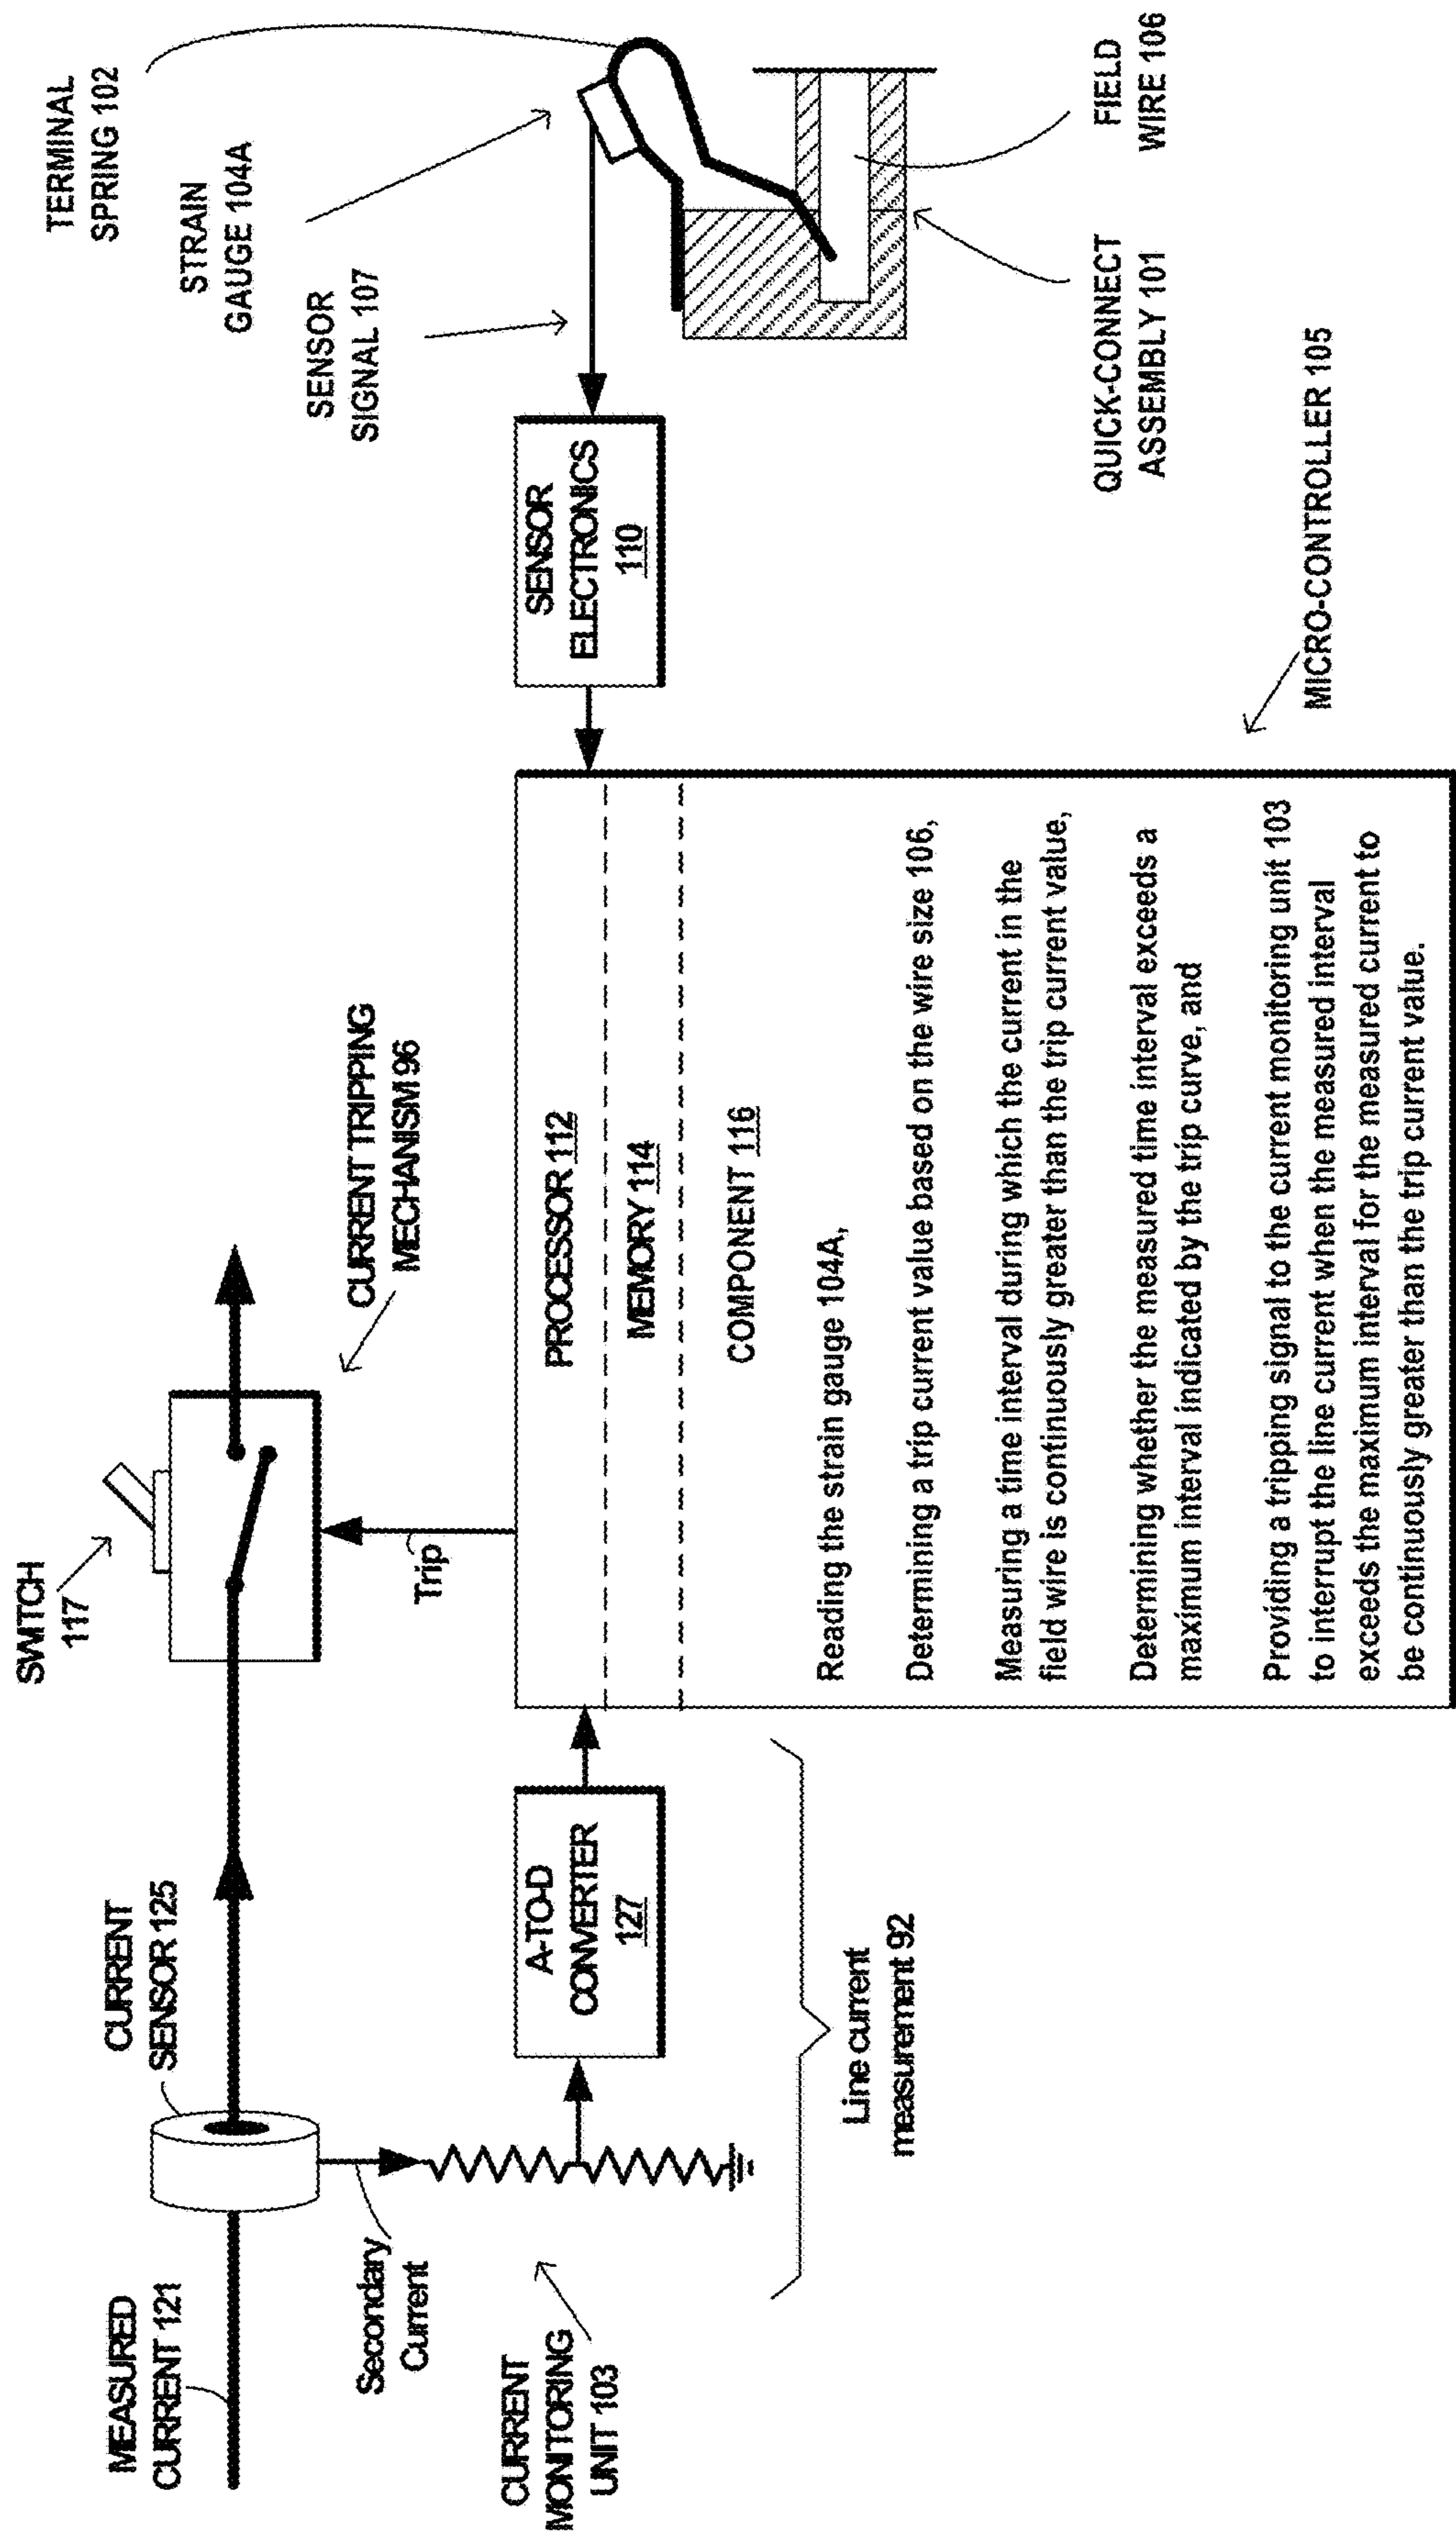 MEASURED
CURRENT 121
CURRENT
SENSOR 125
SWITCH
117
CURRENT TRIPPING
MECHANISM 96
TERMINAL
SPRING 102
STRAIN
GAUGE 104A
SENSOR
SIGNAL 107
Secondary
Current
Trip
CURRENT
MONITORING
UNIT 103
A-TO-D
CONVERTER
127
Line current
measurement 92
PROCESSOR 112
MEMORY 114
COMPONENT 116
Reading the strain gauge 104A,
Determining a trip current value based on the wire size 106,
Measuring a time interval during which the current in the
field wire is continuously greater than the trip current value,
Determining whether the measured time interval exceeds a
maximum interval indicated by the trip curve, and
Providing a tripping signal to the current monitoring unit 103
to interrupt the line current when the measured interval
exceeds the maximum interval for the measured current to
be continuously greater than the trip current value.
SENSOR
ELECTRONICS
110
QUICK-CONNECT
ASSEMBLY 101
FIELD
WIRE 106
MICRO-CONTROLLER 105